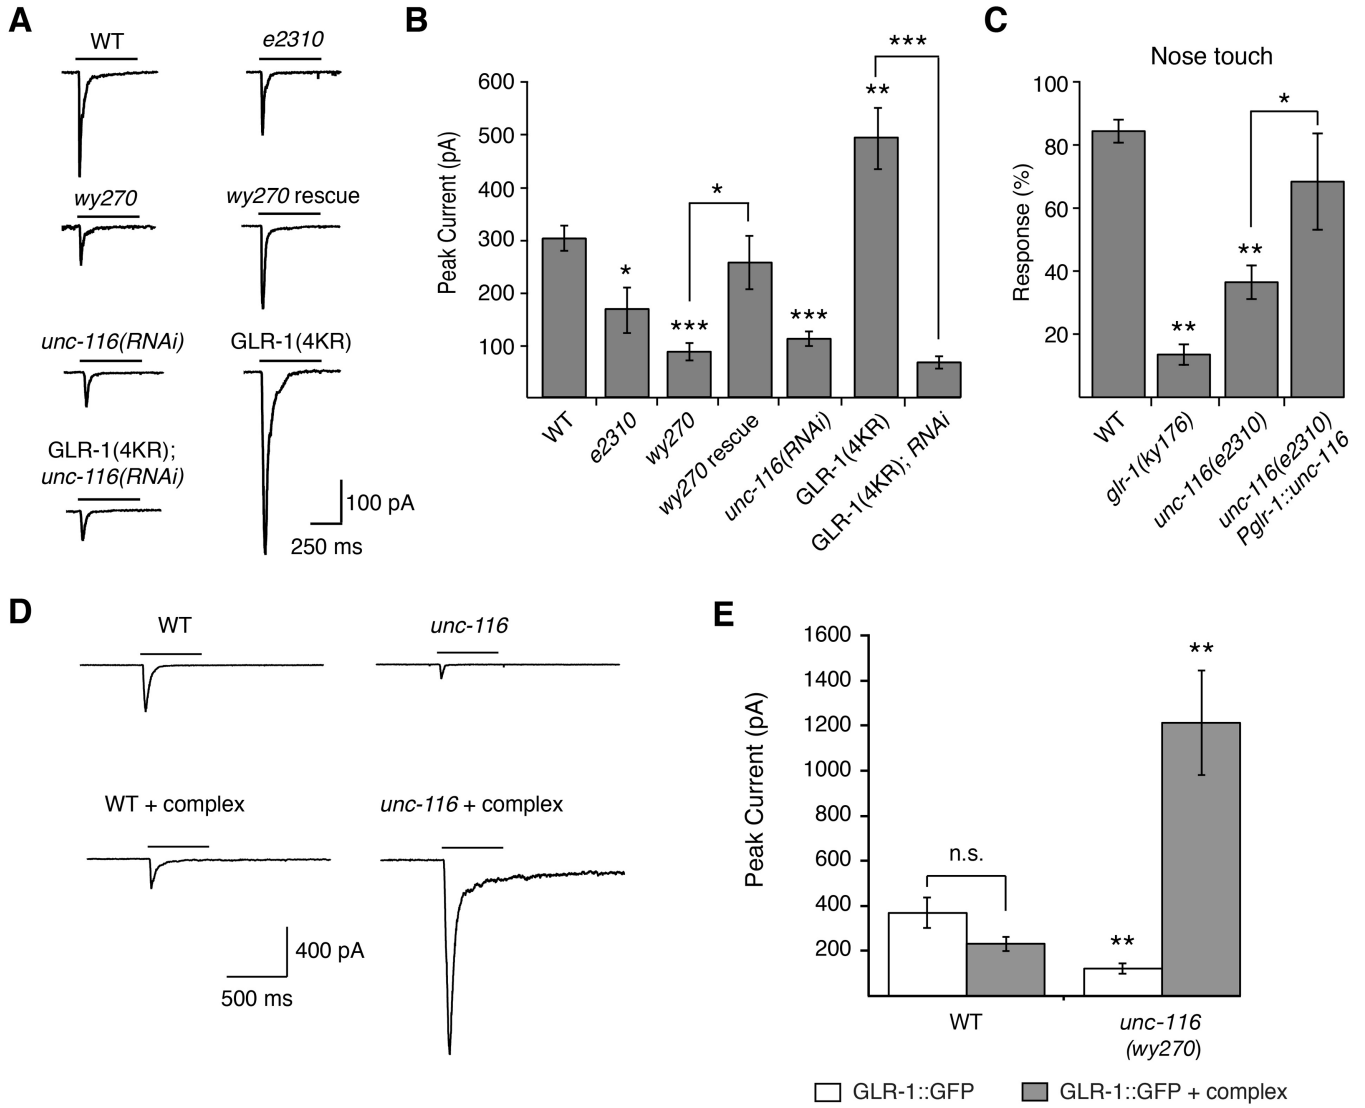 A
WT
e2310
wy270
wy270 rescue
unc-116(RNAi)
GLR-1(4KR)
GLR-1(4KR);
unc-116(RNAi)
100 pA
250 ms
B
***
600
500
400
300
200
100
Peak Current (pA)
*
***
*
***
**
WT
e2310
wy270
wy270 rescue
unc-116(RNAi)
GLR-1(4KR)
GLR-1(4KR); RNAi
C
Nose touch
100
80
60
40
20
Response (%)
**
**
*
WT
glr-1(ky176)
unc-116(e2310)
unc-116(e2310)
Pglr-1::unc-116
D
WT
unc-116
WT + complex
unc-116 + complex
400 pA
500 ms
E
1600
1400
1200
1000
800
600
400
200
Peak Current (pA)
n.s.
**
**
WT
unc-116
(wy270)
GLR-1::GFP
GLR-1::GFP + complex